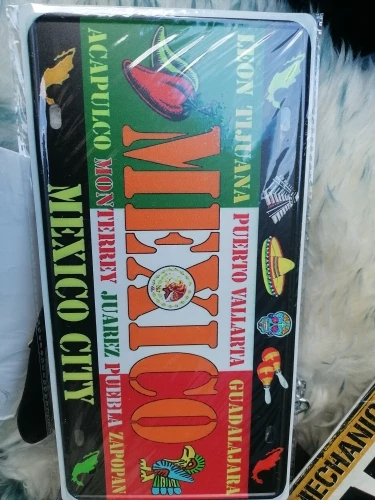 LEON TIJUANA PUERTO VALLARTA GUADALAJARA
MEXICO
ACAPULCO MONTERREY JUAREZ PUEBLA ZAPOPAN
MEXICO CITY
MECHANIC